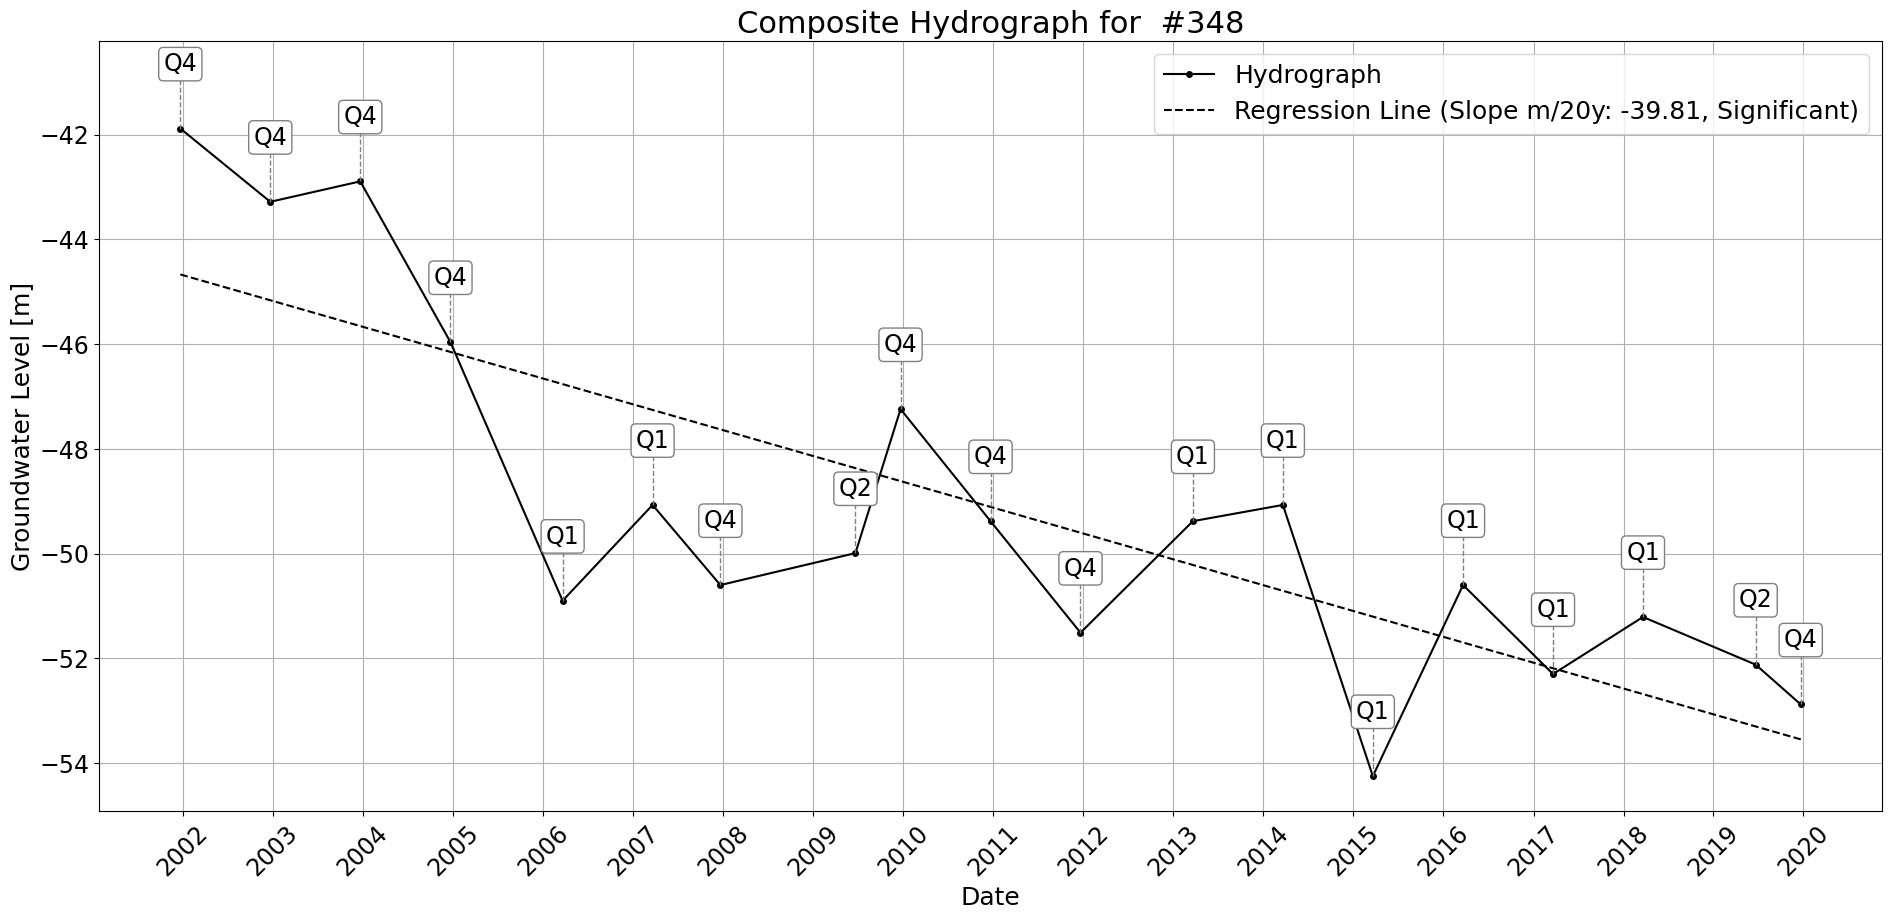 Composite Hydrograph for  #348
Hydrograph
Regression Line (Slope m/20y: -39.81, Significant)
Groundwater Level [m]
−42
−44
−46
−48
−50
−52
−54
Q4
Q4
Q4
Q4
Q1
Q1
Q4
Q2
Q4
Q4
Q4
Q1
Q1
Q1
Q1
Q1
Q1
Q2
Q4
2002
2003
2004
2005
2006
2007
2008
2009
2010
2011
2012
2013
2014
2015
2016
2017
2018
2019
2020
Date